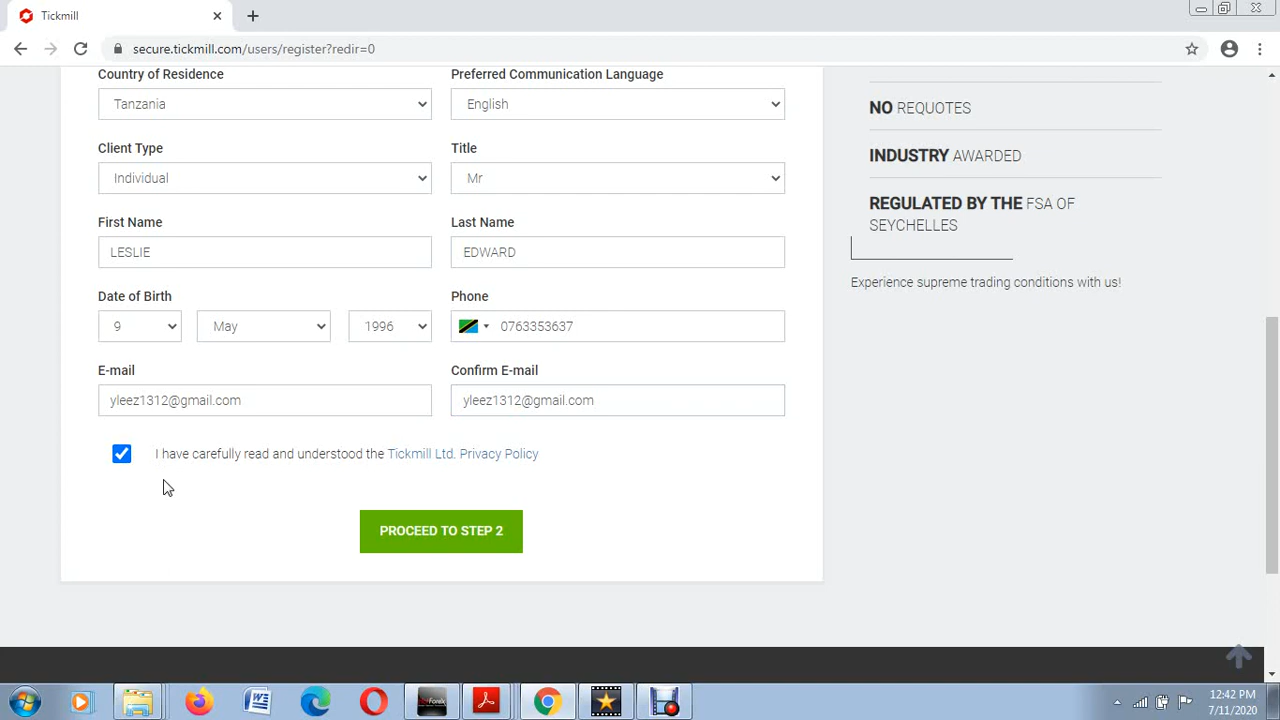 Tickmill
secure.tickmill.com/users/register?redir=0
Country of Residence
Preferred Communication Language
Tanzania
English
Client Type
Title
Individual
Mr
First Name
Last Name
LESLIE
EDWARD
Date of Birth
Phone
9
May
1996
0763353637
E-mail
Confirm E-mail
yleez1312@gmail.com
yleez1312@gmail.com
I have carefully read and understood the Tickmill Ltd. Privacy Policy
PROCEED TO STEP 2
NO REQUOTES
INDUSTRY AWARDED
REGULATED BY THE FSA OF
SEYCHELLES
Experience supreme trading conditions with us!
12:42 PM
7/11/2020